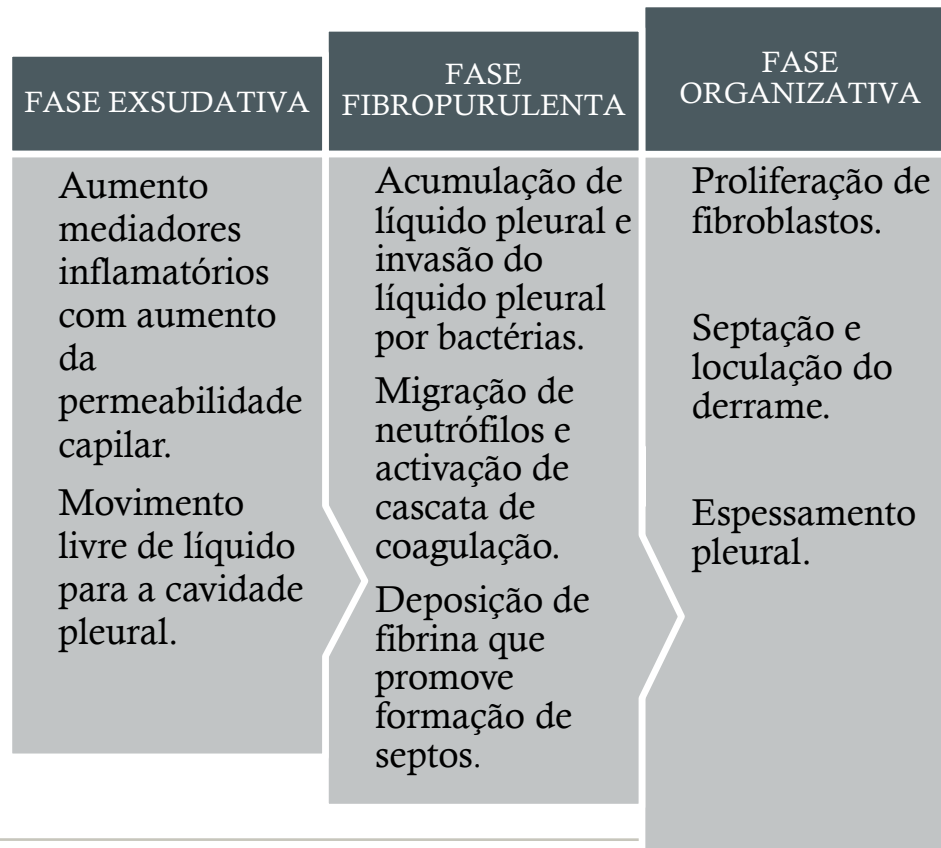 FASE EXSUDATIVA
Aumento
mediadores
inflamatórios
com aumento
da
permeabilidade
capilar.
Movimento
livre de líquido
para a cavidade
pleural.
FASE
FIBROPURULENTA
Acumulação de
líquido pleural e
invasão do
líquido pleural
por bactérias.
Migração de
neutrófilos e
activação de
cascata de
coagulação.
Deposição de
fibrina que
promove
formação de
septos.
FASE
ORGANIZATIVA
Proliferação de
fibroblastos.
Septação e
loculação do
derrame.
Espessamento
pleural.